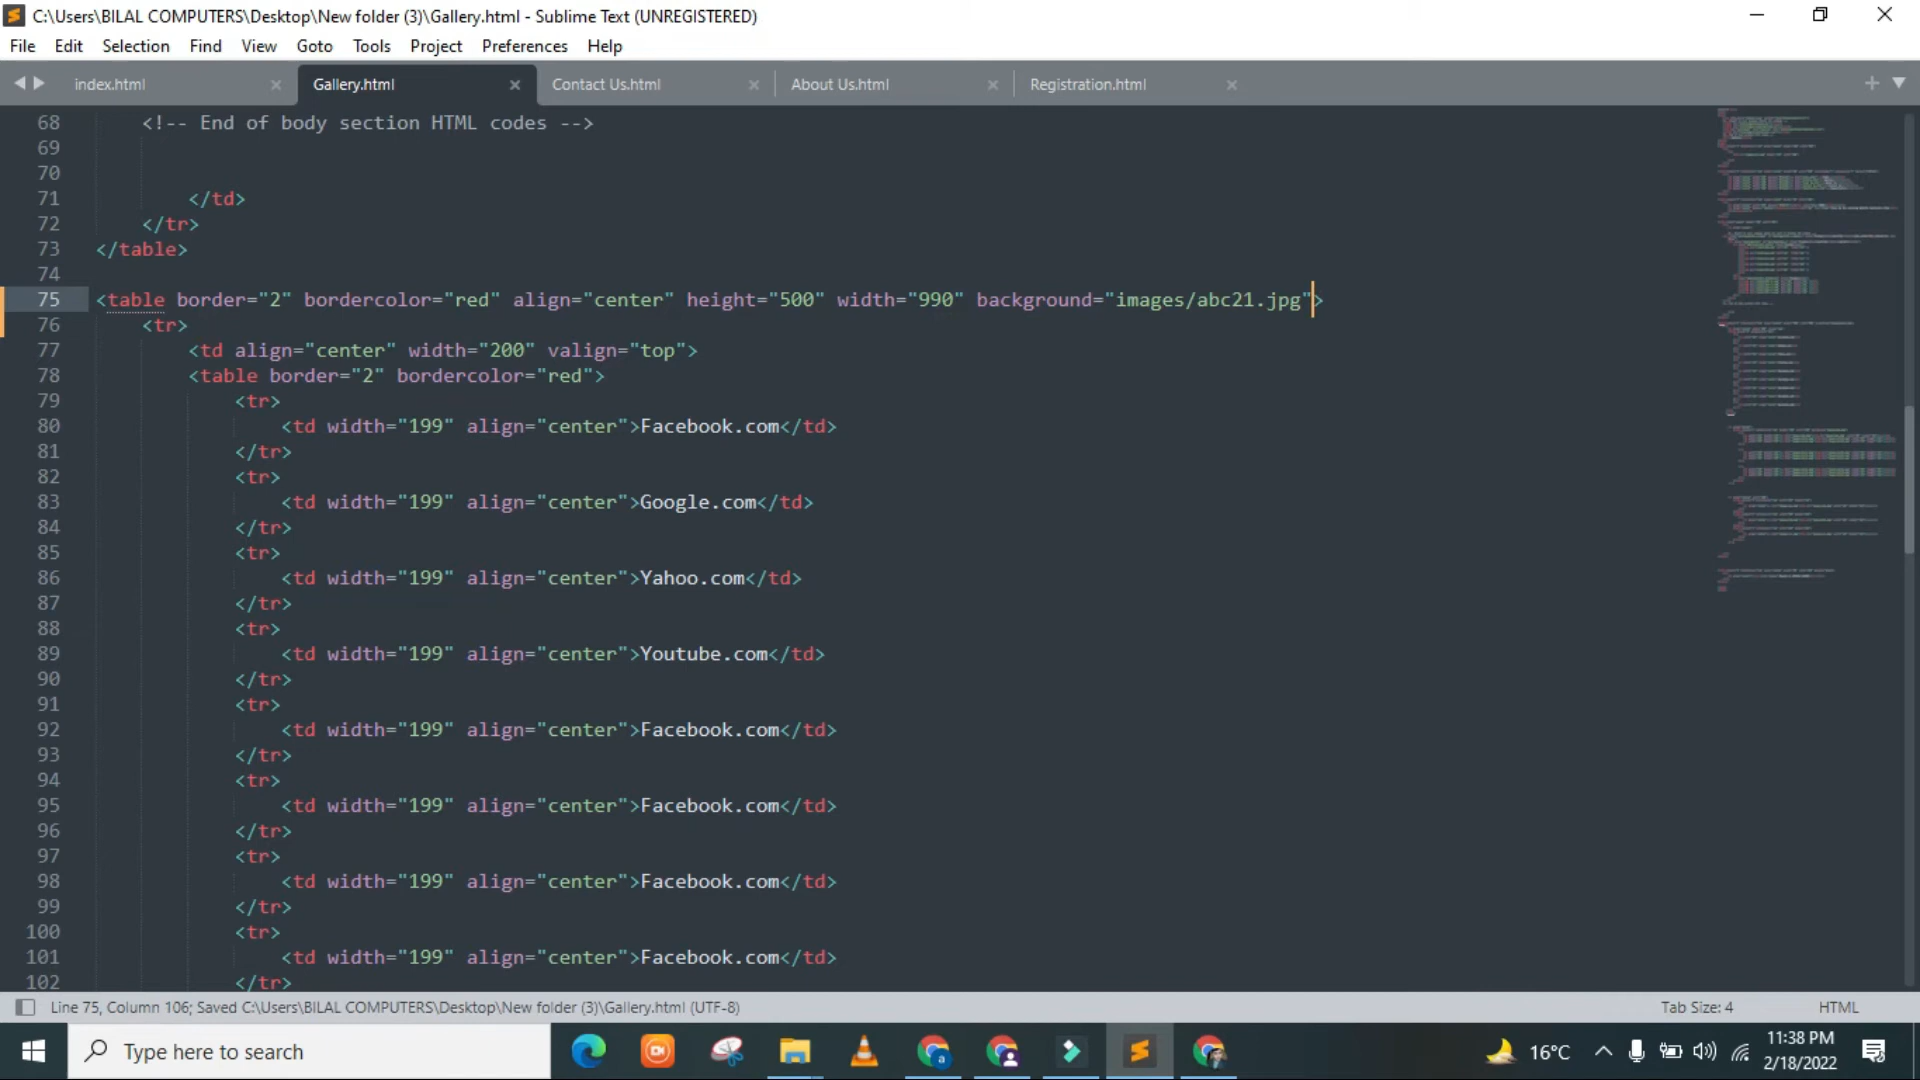 C:\Users\BILAL COMPUTERS\Desktop\New folder (3)\Gallery.html - Sublime Text (UNREGISTERED)
File Edit Selection Find View Goto Tools Project Preferences Help
index.html Gallery.html Contact Us.html About Us.html Registration.html
68 <!-- End of body section HTML codes -->
69
70
71 </td>
72 </tr>
73 </table>
74
75 <table border="2" bordercolor="red" align="center" height="500" width="990" background="images/abc21.jpg">
76 <tr>
77 <td align="center" width="200" valign="top">
78 <table border="2" bordercolor="red">
79 <tr>
80 <td width="199" align="center">Facebook.com</td>
81 </tr>
82 <tr>
83 <td width="199" align="center">Google.com</td>
84 </tr>
85 <tr>
86 <td width="199" align="center">Yahoo.com</td>
87 </tr>
88 <tr>
89 <td width="199" align="center">Youtube.com</td>
90 </tr>
91 <tr>
92 <td width="199" align="center">Facebook.com</td>
93 </tr>
94 <tr>
95 <td width="199" align="center">Facebook.com</td>
96 </tr>
97 <tr>
98 <td width="199" align="center">Facebook.com</td>
99 </tr>
100 <tr>
101 <td width="199" align="center">Facebook.com</td>
102 </tr>
Line 75, Column 106; Saved C:\Users\BILAL COMPUTERS\Desktop\New folder (3)\Gallery.html (UTF-8) Tab Size: 4 HTML
Type here to search 16°C 11:38 PM
2/18/2022